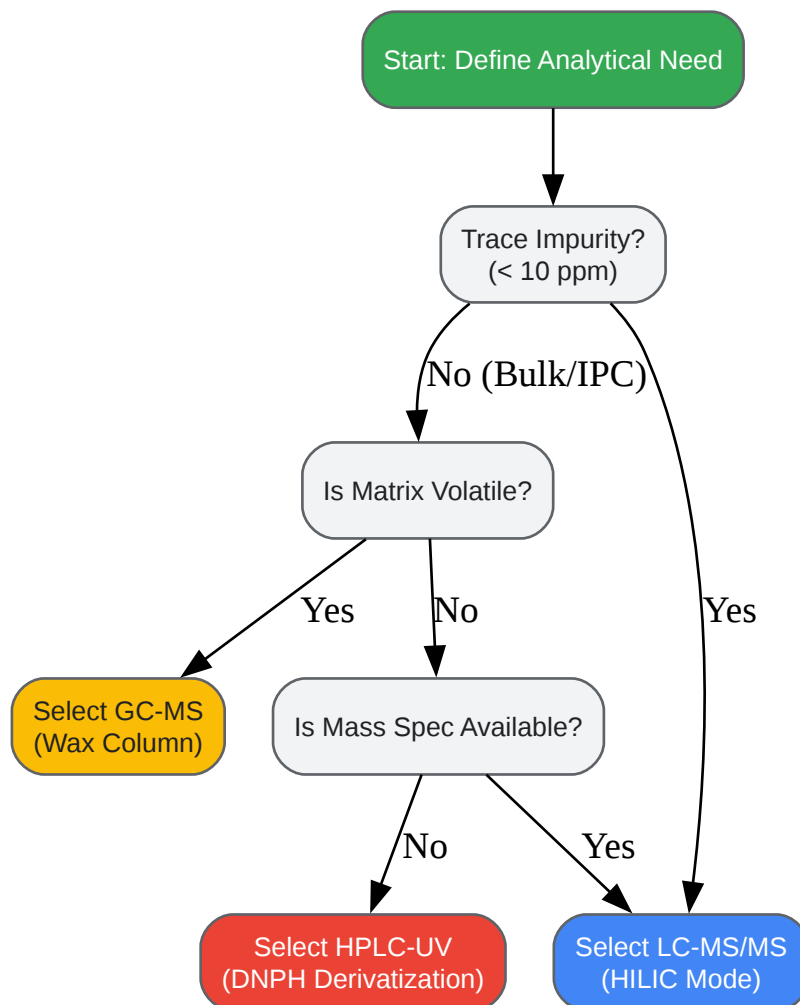 Start: Define Analytical Need
Trace Impurity?
(< 10 ppm)
No (Bulk/IPC)
Is Matrix Volatile?
Yes
No
Yes
Select GC-MS
(Wax Column)
Is Mass Spec Available?
No
Yes
Select HPLC-UV
(DNPH Derivatization)
Select LC-MS/MS
(HILIC Mode)